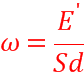 ω = E' / Sd